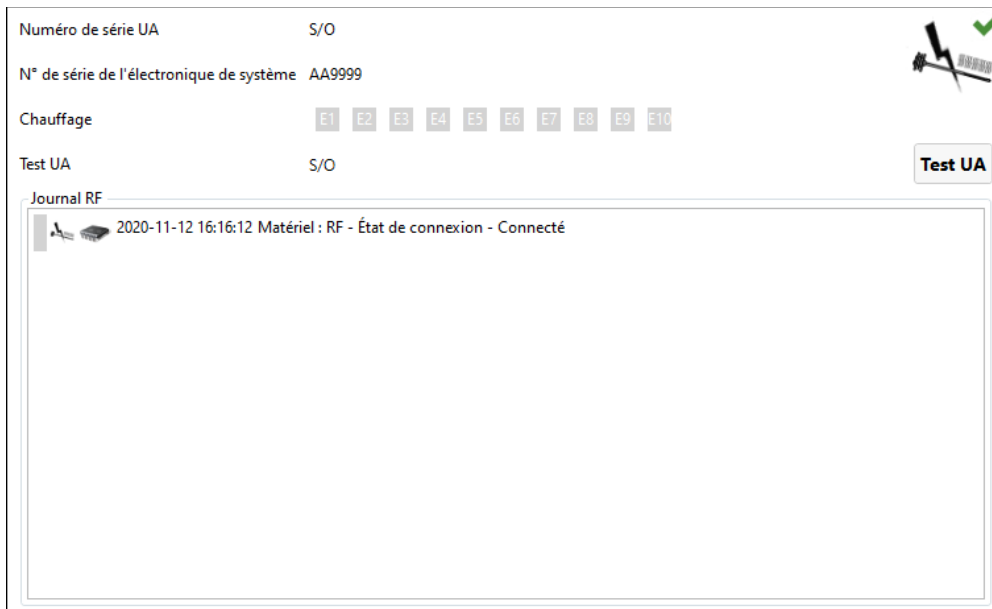 Numéro de série UA S/O
N° de série de l'électronique de système AA9999
Chauffage E1 E2 E3 E4 E5 E6 E7 E8 E9 E10
Test UA S/O Test UA
Journal RF
2020-11-12 16:16:12 Matériel : RF - État de connexion - Connecté